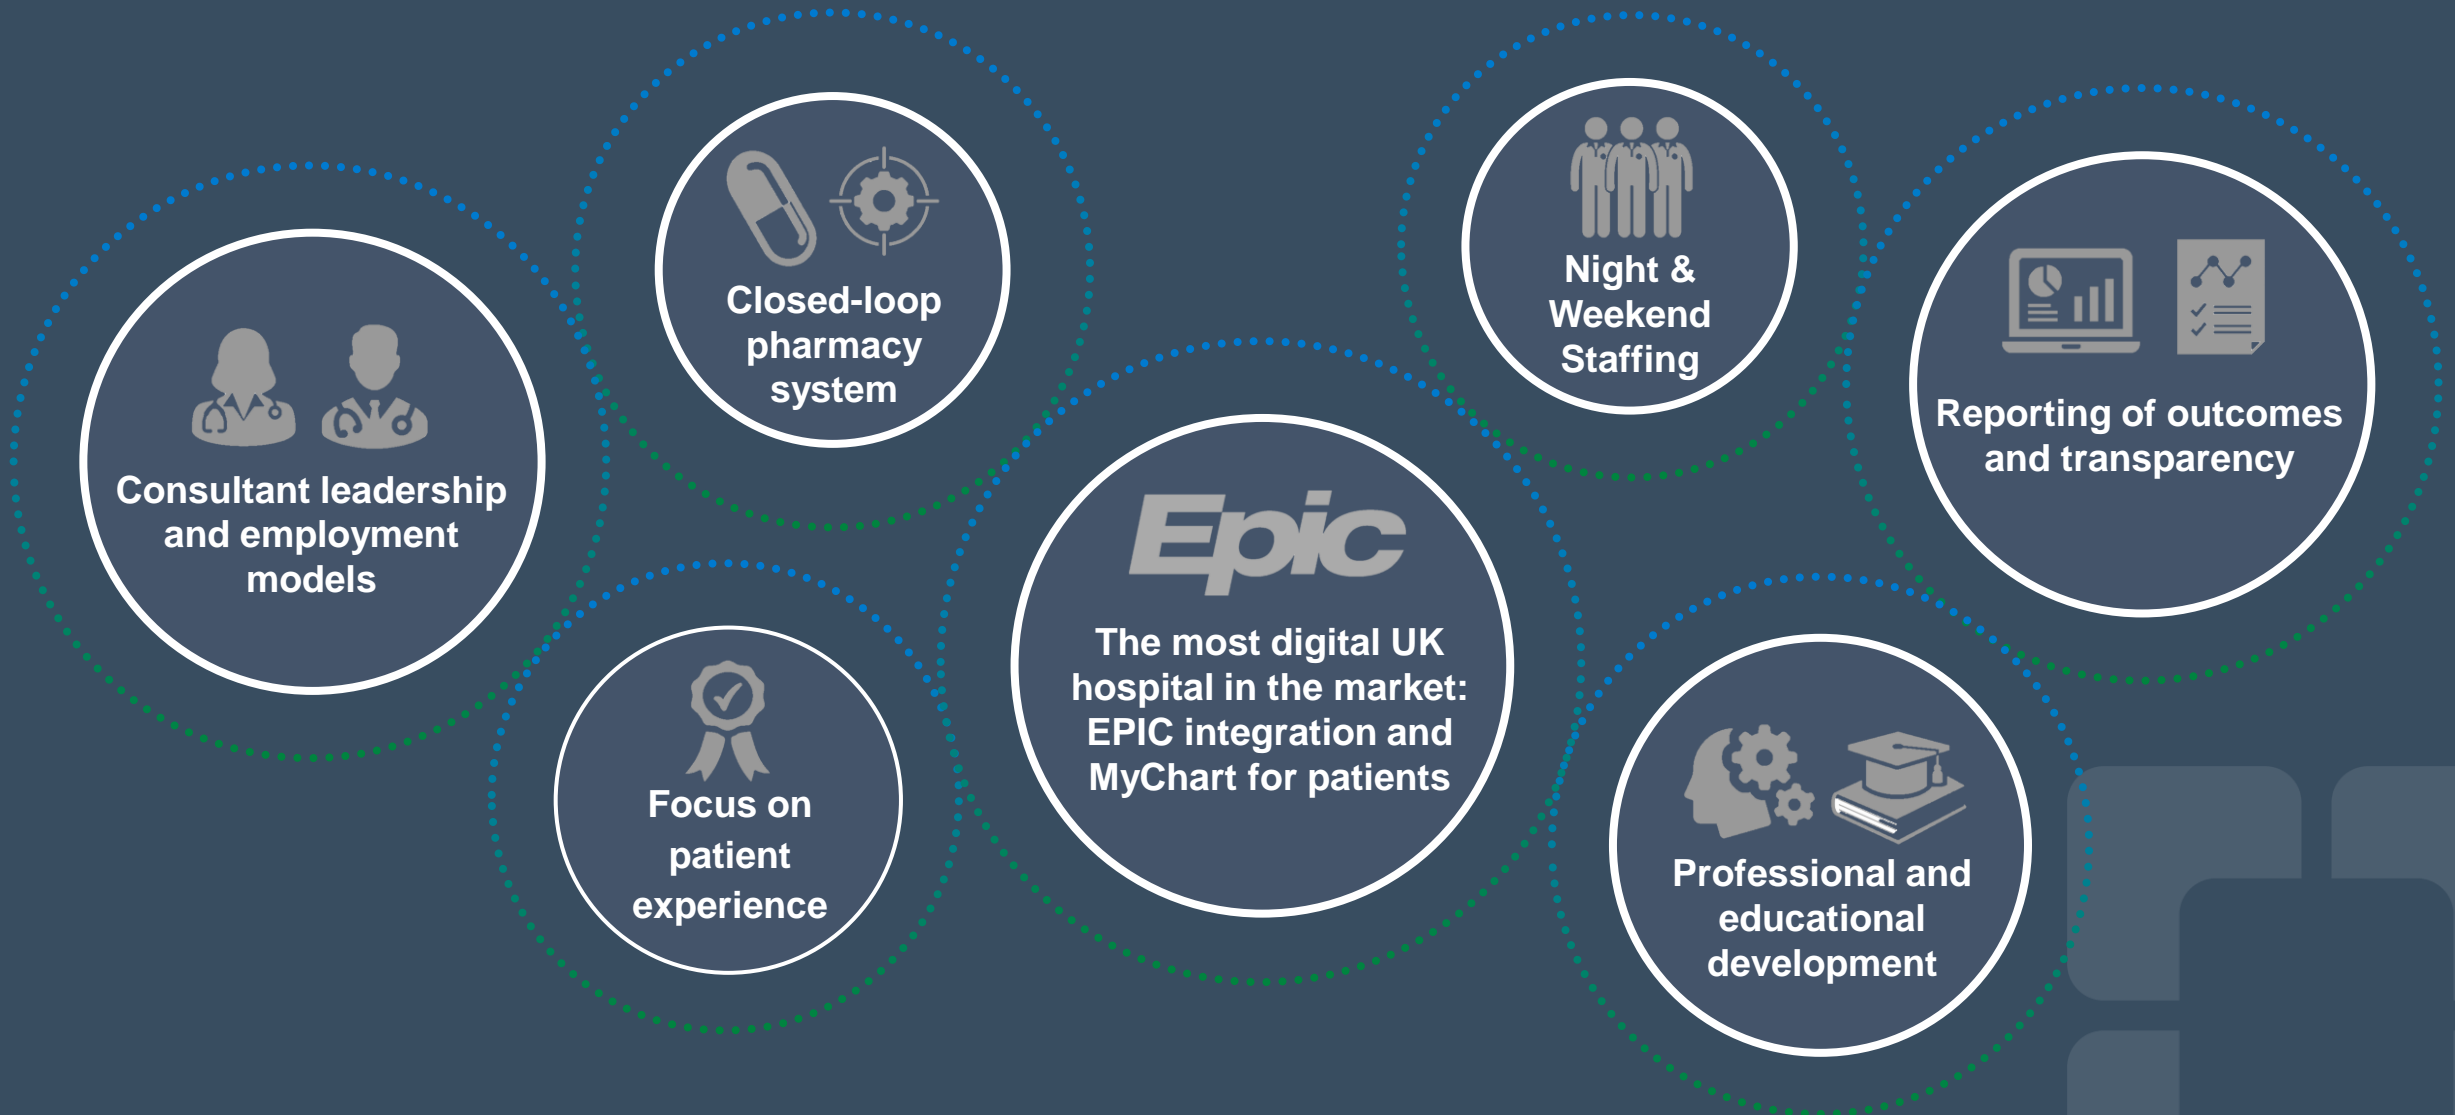 Consultant leadership
and employment
models
Closed-loop
pharmacy
system
Focus on
patient
experience
Epic
The most digital UK
hospital in the market:
EPIC integration and
MyChart for patients
Night &
Weekend
Staffing
Reporting of outcomes
and transparency
Professional and
educational
development